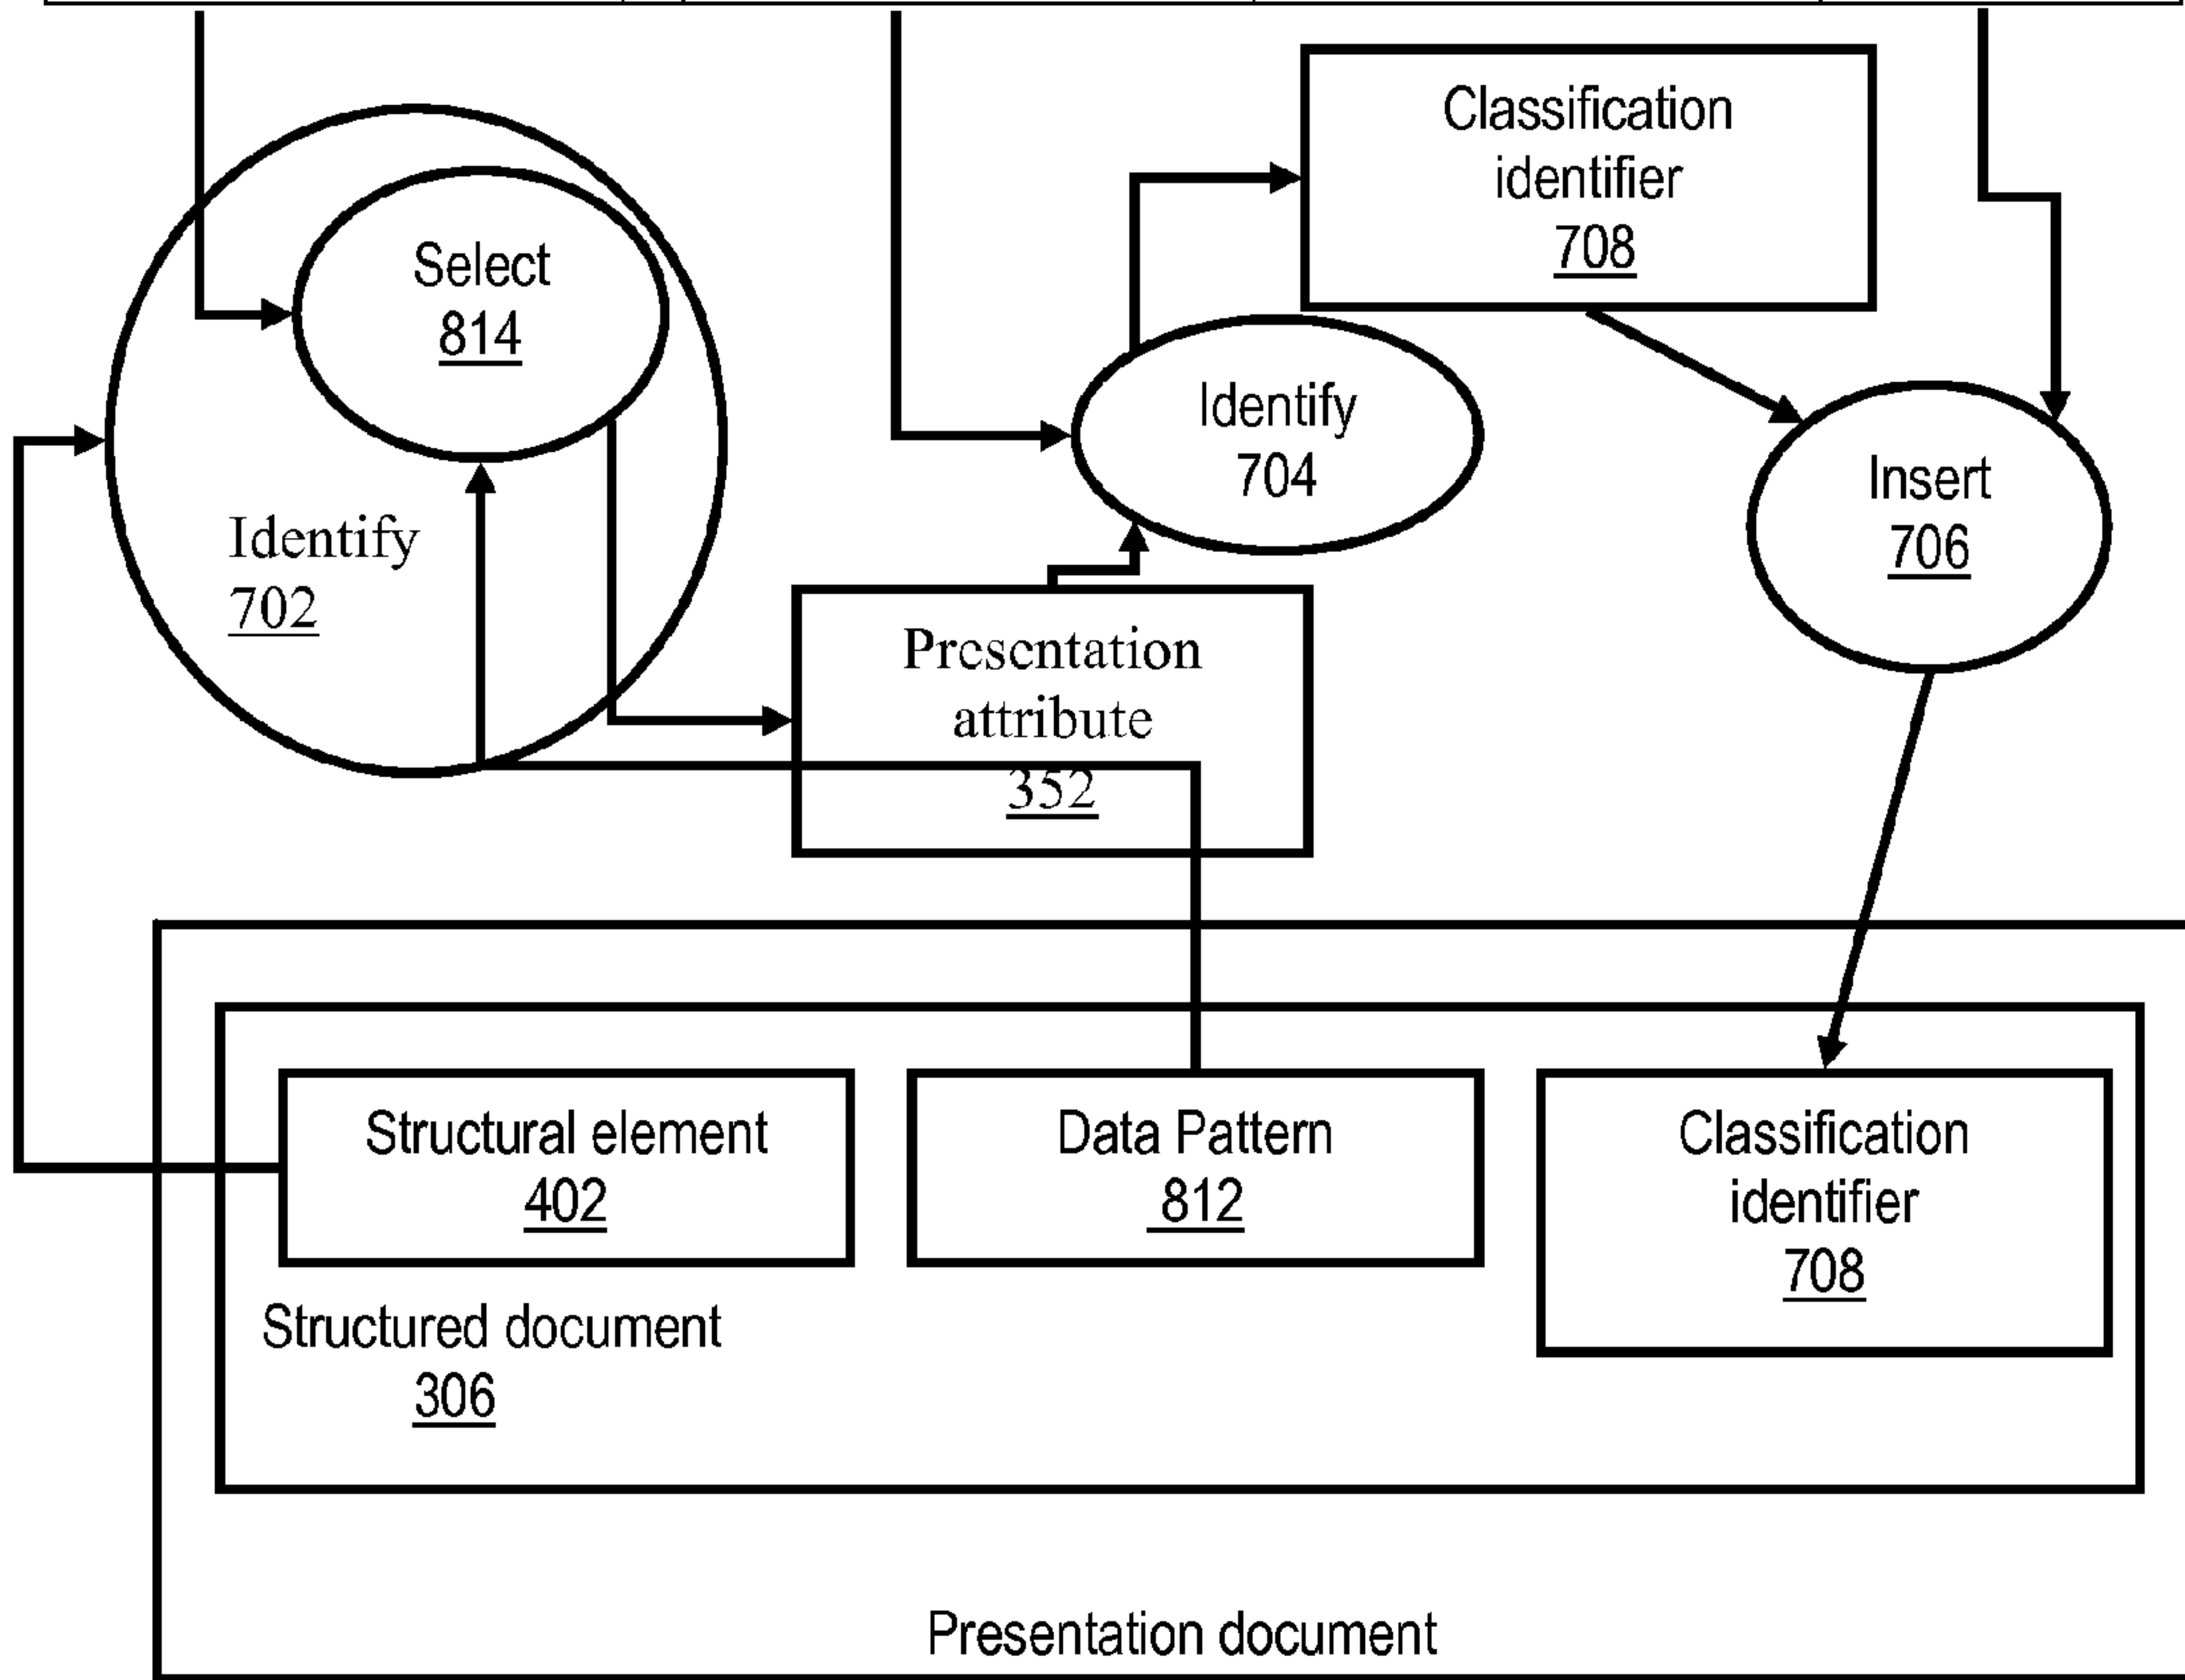 Classification
identifier
708
Select
814
Identify
704
Insert
706
Identify
702
Presentation
attribute
352
Structural element
402
Data Pattern
812
Classification
identifier
708
Structured document
306
Presentation document